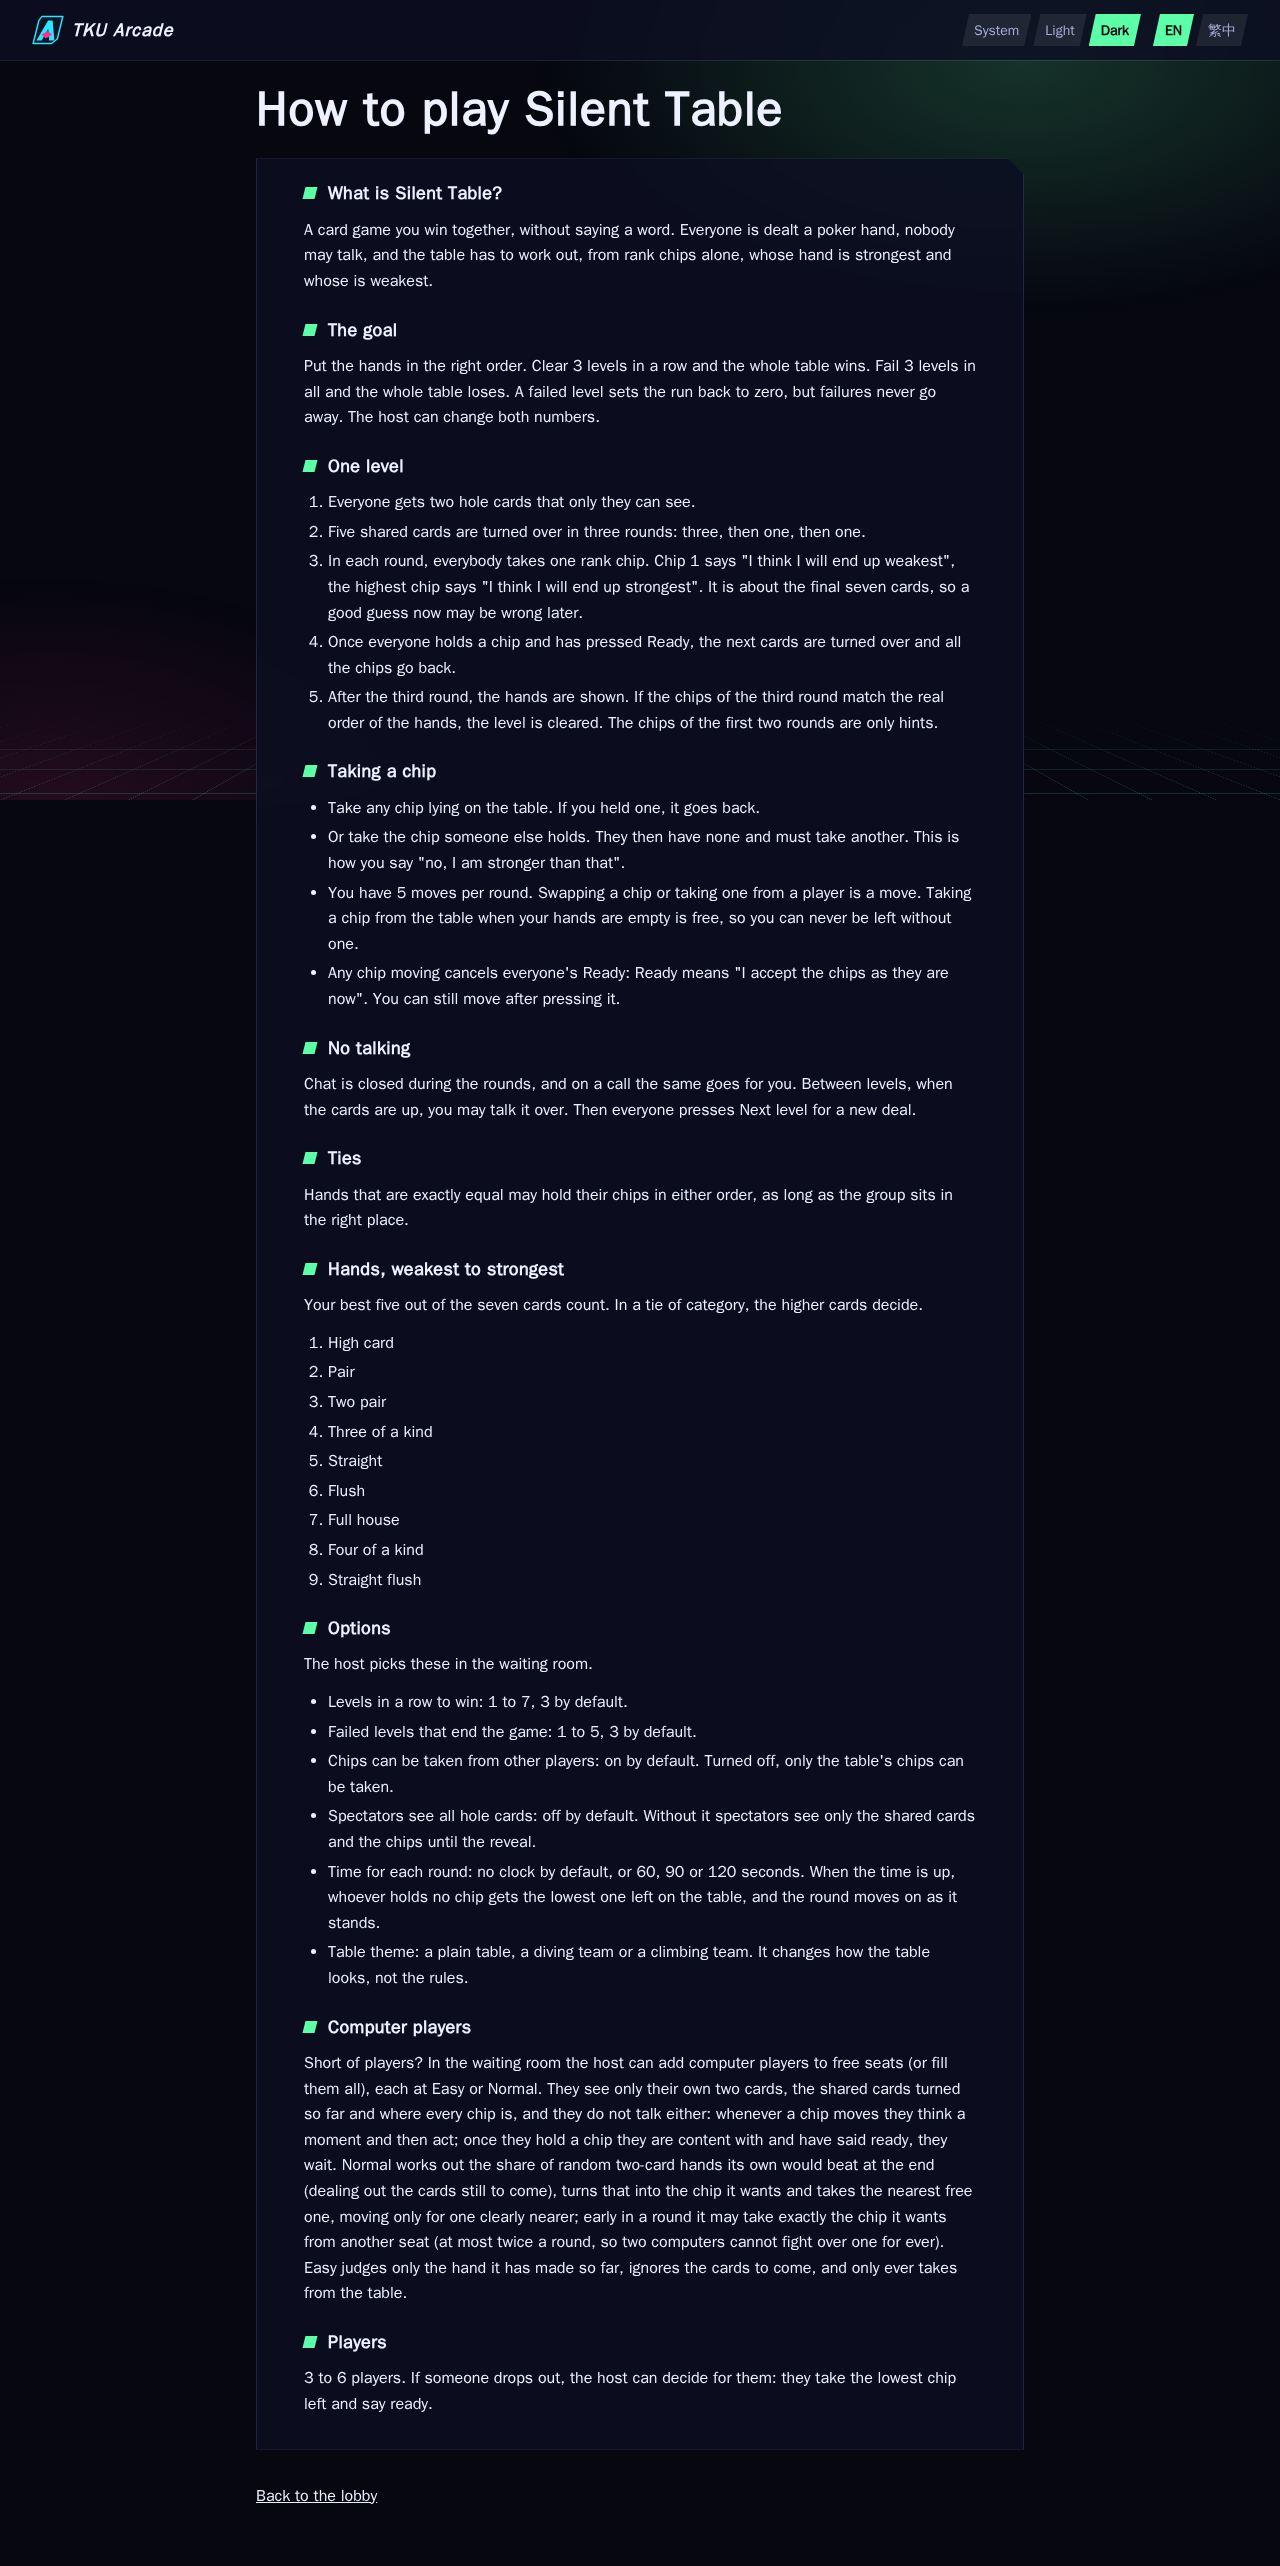 TKU Arcade
System Light Dark EN 繁中
How to play Silent Table
What is Silent Table?
A card game you win together, without saying a word. Everyone is dealt a poker hand, nobody
may talk, and the table has to work out, from rank chips alone, whose hand is strongest and
whose is weakest.
The goal
Put the hands in the right order. Clear 3 levels in a row and the whole table wins. Fail 3 levels in
all and the whole table loses. A failed level sets the run back to zero, but failures never go
away. The host can change both numbers.
One level
1. Everyone gets two hole cards that only they can see.
2. Five shared cards are turned over in three rounds: three, then one, then one.
3. In each round, everybody takes one rank chip. Chip 1 says "I think I will end up weakest",
the highest chip says "I think I will end up strongest". It is about the final seven cards, so a
good guess now may be wrong later.
4. Once everyone holds a chip and has pressed Ready, the next cards are turned over and all
the chips go back.
5. After the third round, the hands are shown. If the chips of the third round match the real
order of the hands, the level is cleared. The chips of the first two rounds are only hints.
Taking a chip
• Take any chip lying on the table. If you held one, it goes back.
• Or take the chip someone else holds. They then have none and must take another. This is
how you say "no, I am stronger than that".
• You have 5 moves per round. Swapping a chip or taking one from a player is a move. Taking
a chip from the table when your hands are empty is free, so you can never be left without
one.
• Any chip moving cancels everyone's Ready: Ready means "I accept the chips as they are
now". You can still move after pressing it.
No talking
Chat is closed during the rounds, and on a call the same goes for you. Between levels, when
the cards are up, you may talk it over. Then everyone presses Next level for a new deal.
Ties
Hands that are exactly equal may hold their chips in either order, as long as the group sits in
the right place.
Hands, weakest to strongest
Your best five out of the seven cards count. In a tie of category, the higher cards decide.
1. High card
2. Pair
3. Two pair
4. Three of a kind
5. Straight
6. Flush
7. Full house
8. Four of a kind
9. Straight flush
Options
The host picks these in the waiting room.
• Levels in a row to win: 1 to 7, 3 by default.
• Failed levels that end the game: 1 to 5, 3 by default.
• Chips can be taken from other players: on by default. Turned off, only the table's chips can
be taken.
• Spectators see all hole cards: off by default. Without it spectators see only the shared cards
and the chips until the reveal.
• Time for each round: no clock by default, or 60, 90 or 120 seconds. When the time is up,
whoever holds no chip gets the lowest one left on the table, and the round moves on as it
stands.
• Table theme: a plain table, a diving team or a climbing team. It changes how the table
looks, not the rules.
Computer players
Short of players? In the waiting room the host can add computer players to free seats (or fill
them all), each at Easy or Normal. They see only their own two cards, the shared cards turned
so far and where every chip is, and they do not talk either: whenever a chip moves they think a
moment and then act; once they hold a chip they are content with and have said ready, they
wait. Normal works out the share of random two-card hands its own would beat at the end
(dealing out the cards still to come), turns that into the chip it wants and takes the nearest free
one, moving only for one clearly nearer; early in a round it may take exactly the chip it wants
from another seat (at most twice a round, so two computers cannot fight over one for ever).
Easy judges only the hand it has made so far, ignores the cards to come, and only ever takes
from the table.
Players
3 to 6 players. If someone drops out, the host can decide for them: they take the lowest chip
left and say ready.
Back to the lobby